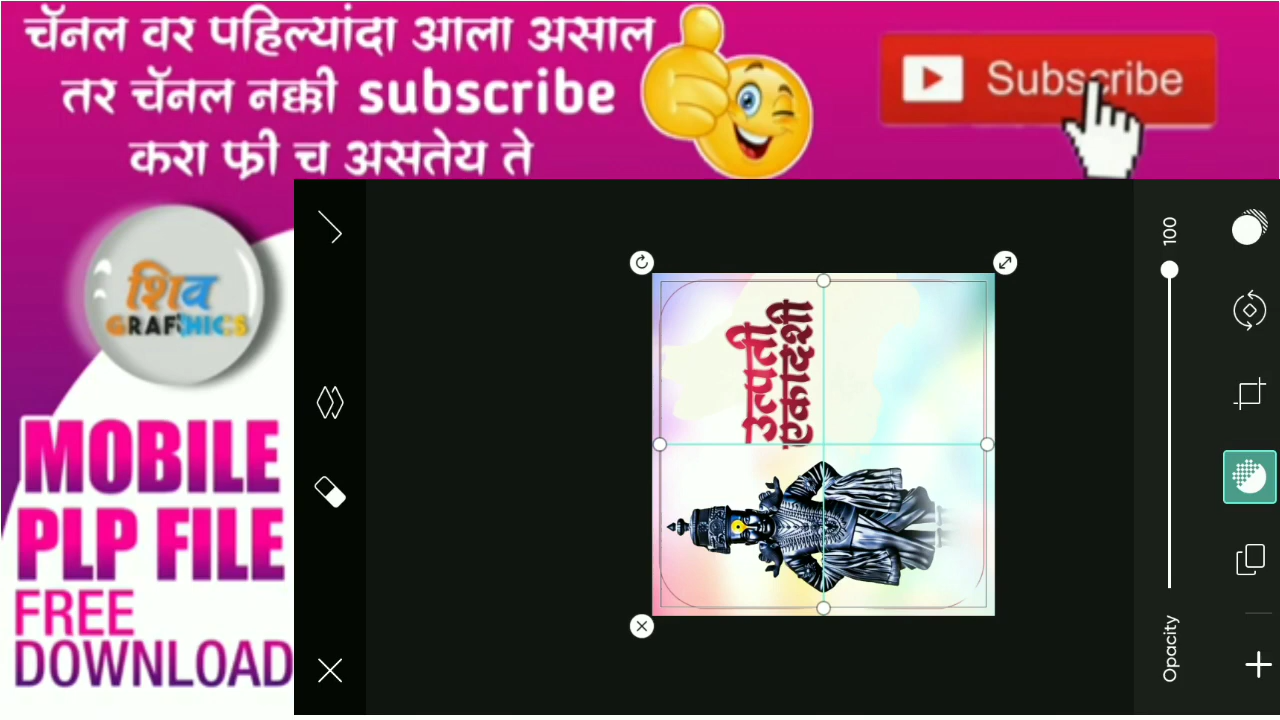 चॅनल वर पहिल्यांदा आला असाल
तर चॅनल नक्की subscribe
करा फ्री च असतेय ते
Subscribe
शिव
GRAFHICS
MOBILE
PLP FILE
FREE
DOWNLOAD
उत्पती
एकादशी
100
Opacity